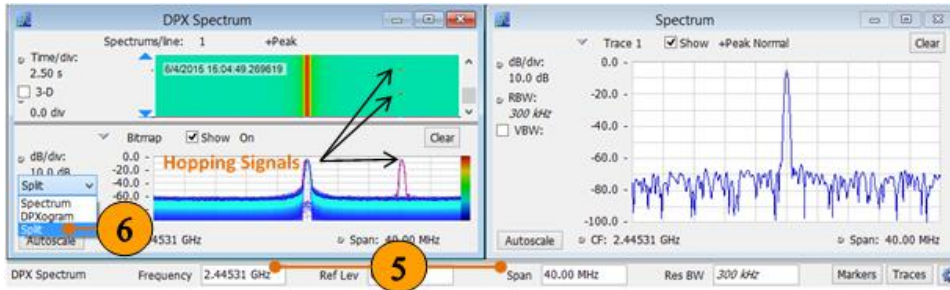 DPX Spectrum
Spectrums/line: 1 +Peak
Time/div:
2.50 s
6/4/2015 16:04:49.269619
3-D
0.0 div
Bitmap Show On Clear
dB/div:
10.0 dB
0.0
-20.0
-40.0
-60.0
Hopping Signals
Split
Spectrum
DPXogram
Split
6
Autoscale 4531 GHz Span: 40.00 MHz
Spectrum
Trace 1 Show +Peak Normal Clear
dB/div:
10.0 dB
RBW:
300 kHz
VBW:
0.0
-20.0
-40.0
-60.0
-80.0
-100.0
Autoscale CF: 2.44531 GHz Span: 40.00 MHz
DPX Spectrum Frequency 2.44531 GHz Ref Lev 5 Span 40.00 MHz Res BW 300 kHz Markers Traces